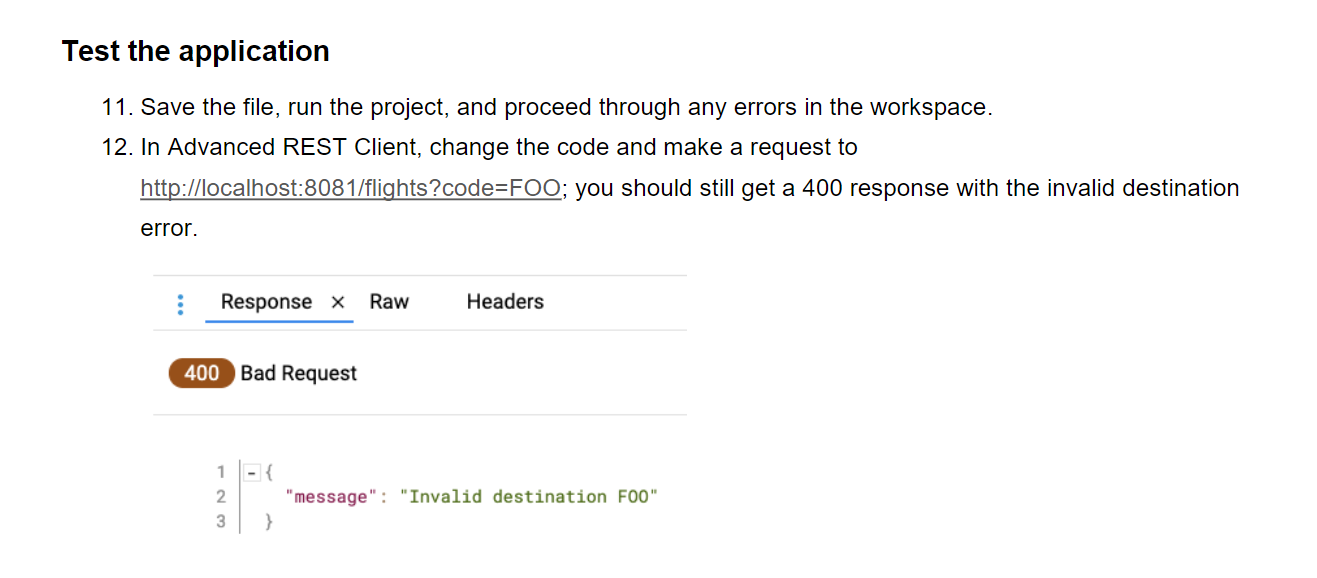 Test the application
11. Save the file, run the project, and proceed through any errors in the workspace.
12. In Advanced REST Client, change the code and make a request to
http://localhost:8081/flights?code=FOO; you should still get a 400 response with the invalid destination
error.
Response × Raw Headers
400 Bad Request
1 - {
2 "message": "Invalid destination FOO"
3 }